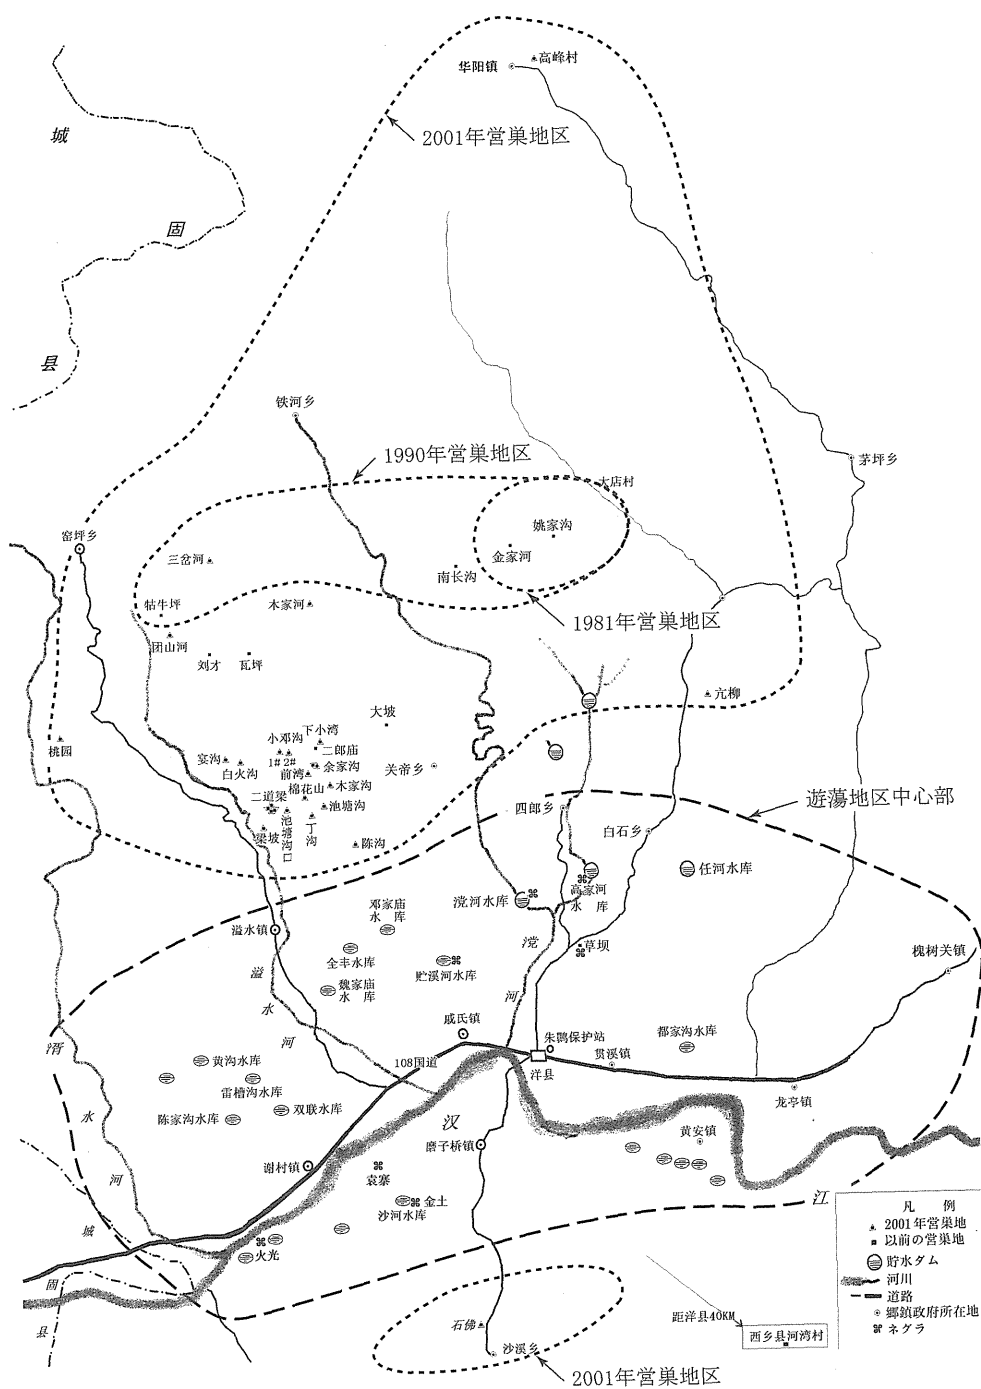 华阳镇
高峰村
城
固
县
2001年営巣地区
铁河乡
1990年営巣地区
大店村
茅坪乡
姚家沟
金家河
南长沟
窑坪乡
三岔河
牯牛坪
木家河
1981年営巣地区
团山河
刘才
瓦坪
亢柳
大坡
桃园
下小湾
小邓沟
二郎庙
1# 2#
宴沟
白火沟
前湾
余家沟
关帝乡
棉花山
木家沟
二道梁
池塘沟
梁坡
池塘沟口
丁沟
陈沟
遊蕩地区中心部
四郎乡
白石乡
任河水库
高家河
水 库
溢水镇
邓家庙
水 库
党河水库
草坝
全丰水库
贮溪河水库
魏家庙
水 库
槐树关镇
溢
水
河
河
戚氏镇
朱鹮保护站
都家沟水库
贯溪镇
108国道
洋县
黄沟水库
雷槽沟水库
陈家沟水库
双联水库
龙亭镇
汉
江
水
河
磨子桥镇
黄安镇
谢村镇
袁寨
金土
沙河水库
火光
城
固
县
石佛
沙溪乡
2001年営巣地区
距洋县40KM
西乡县河湾村
凡 例
2001年営巣地
以前の営巣地
貯水ダム
河川
道路
郷鎮政府所在地
ネグラ